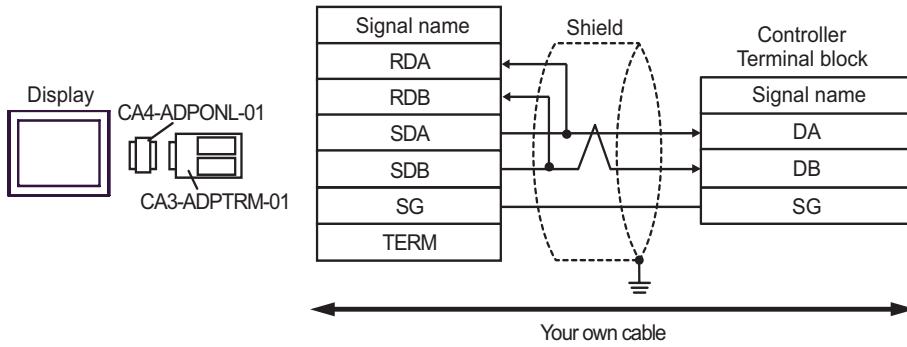 Display
CA4-ADPONL-01
CA3-ADPTRM-01
Signal name
RDA
RDB
SDA
SDB
SG
TERM
Shield
Controller
Terminal block
Signal name
DA
DB
SG
Your own cable